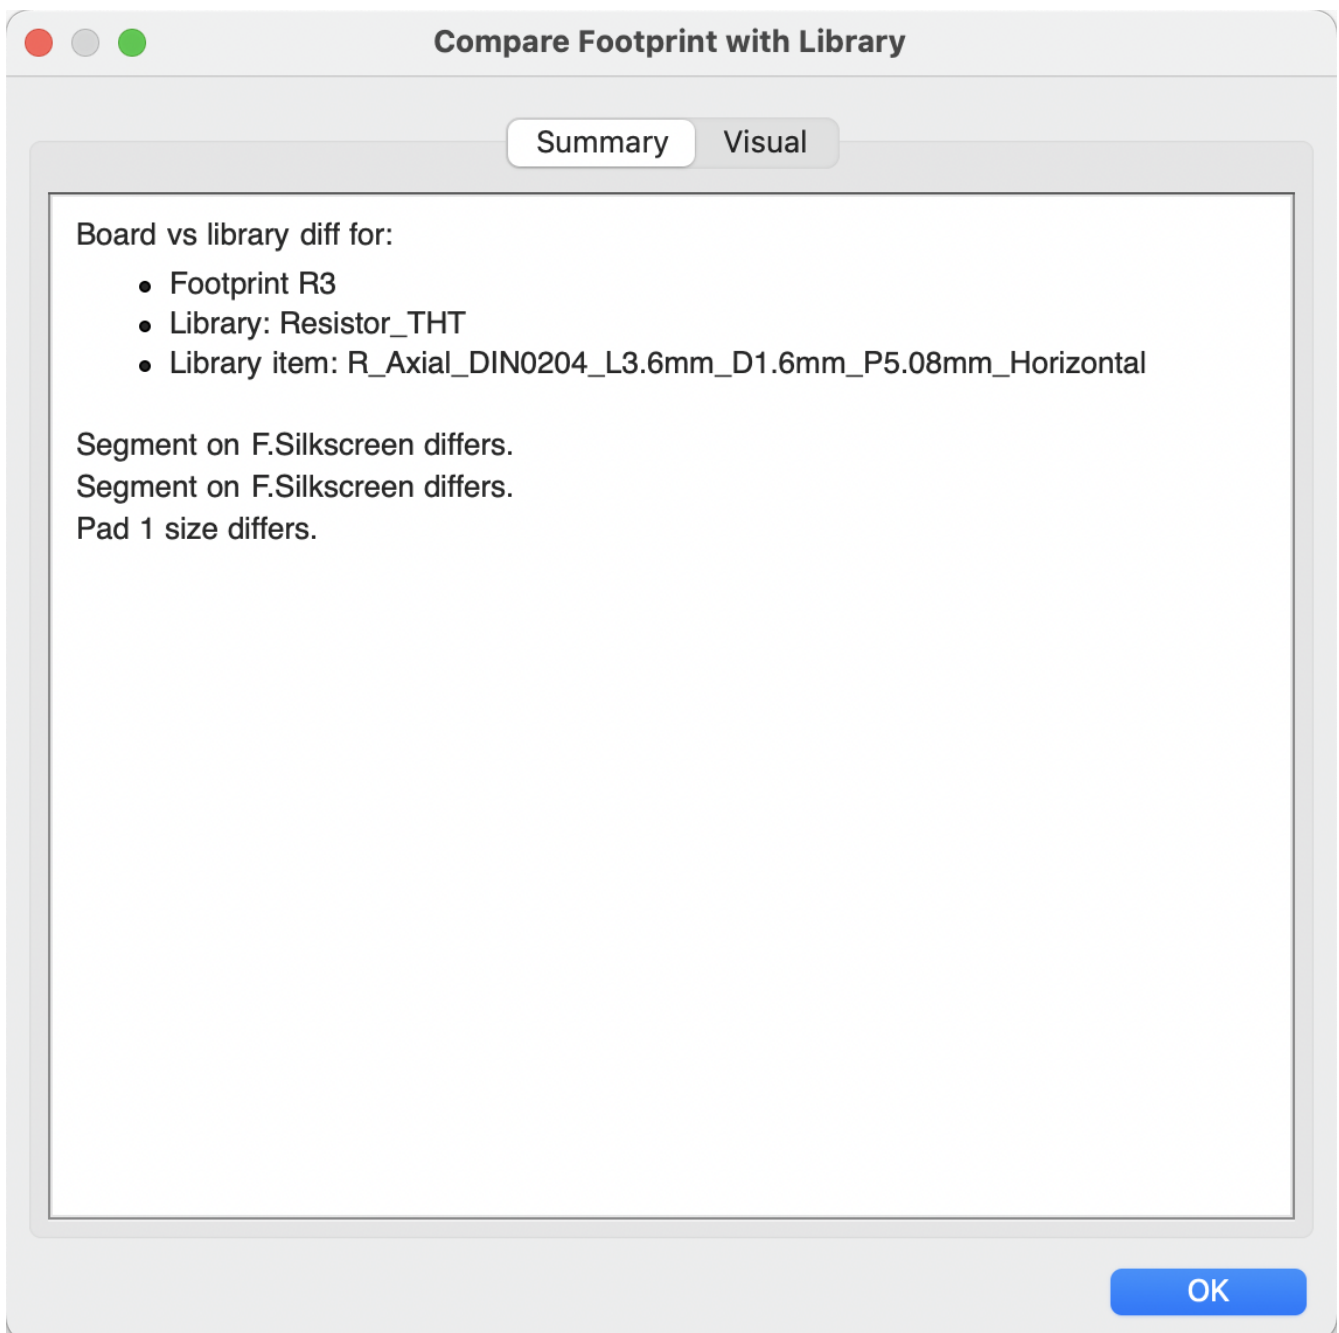 Compare Footprint with Library
Summary Visual
Board vs library diff for:
• Footprint R3
• Library: Resistor_THT
• Library item: R_Axial_DIN0204_L3.6mm_D1.6mm_P5.08mm_Horizontal
Segment on F.Silkscreen differs.
Segment on F.Silkscreen differs.
Pad 1 size differs.
OK